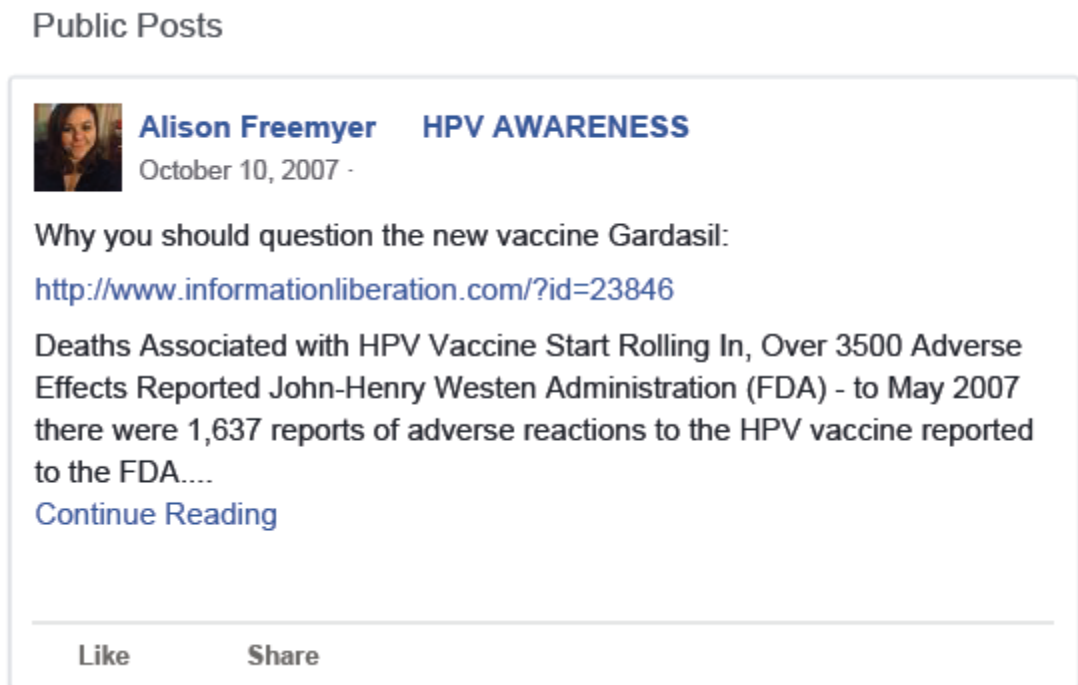 Public Posts
Alison Freemyer HPV AWARENESS
October 10, 2007 ·
Why you should question the new vaccine Gardasil:
http://www.informationliberation.com/?id=23846
Deaths Associated with HPV Vaccine Start Rolling In, Over 3500 Adverse
Effects Reported John-Henry Westen Administration (FDA) - to May 2007
there were 1,637 reports of adverse reactions to the HPV vaccine reported
to the FDA....
Continue Reading
Like Share